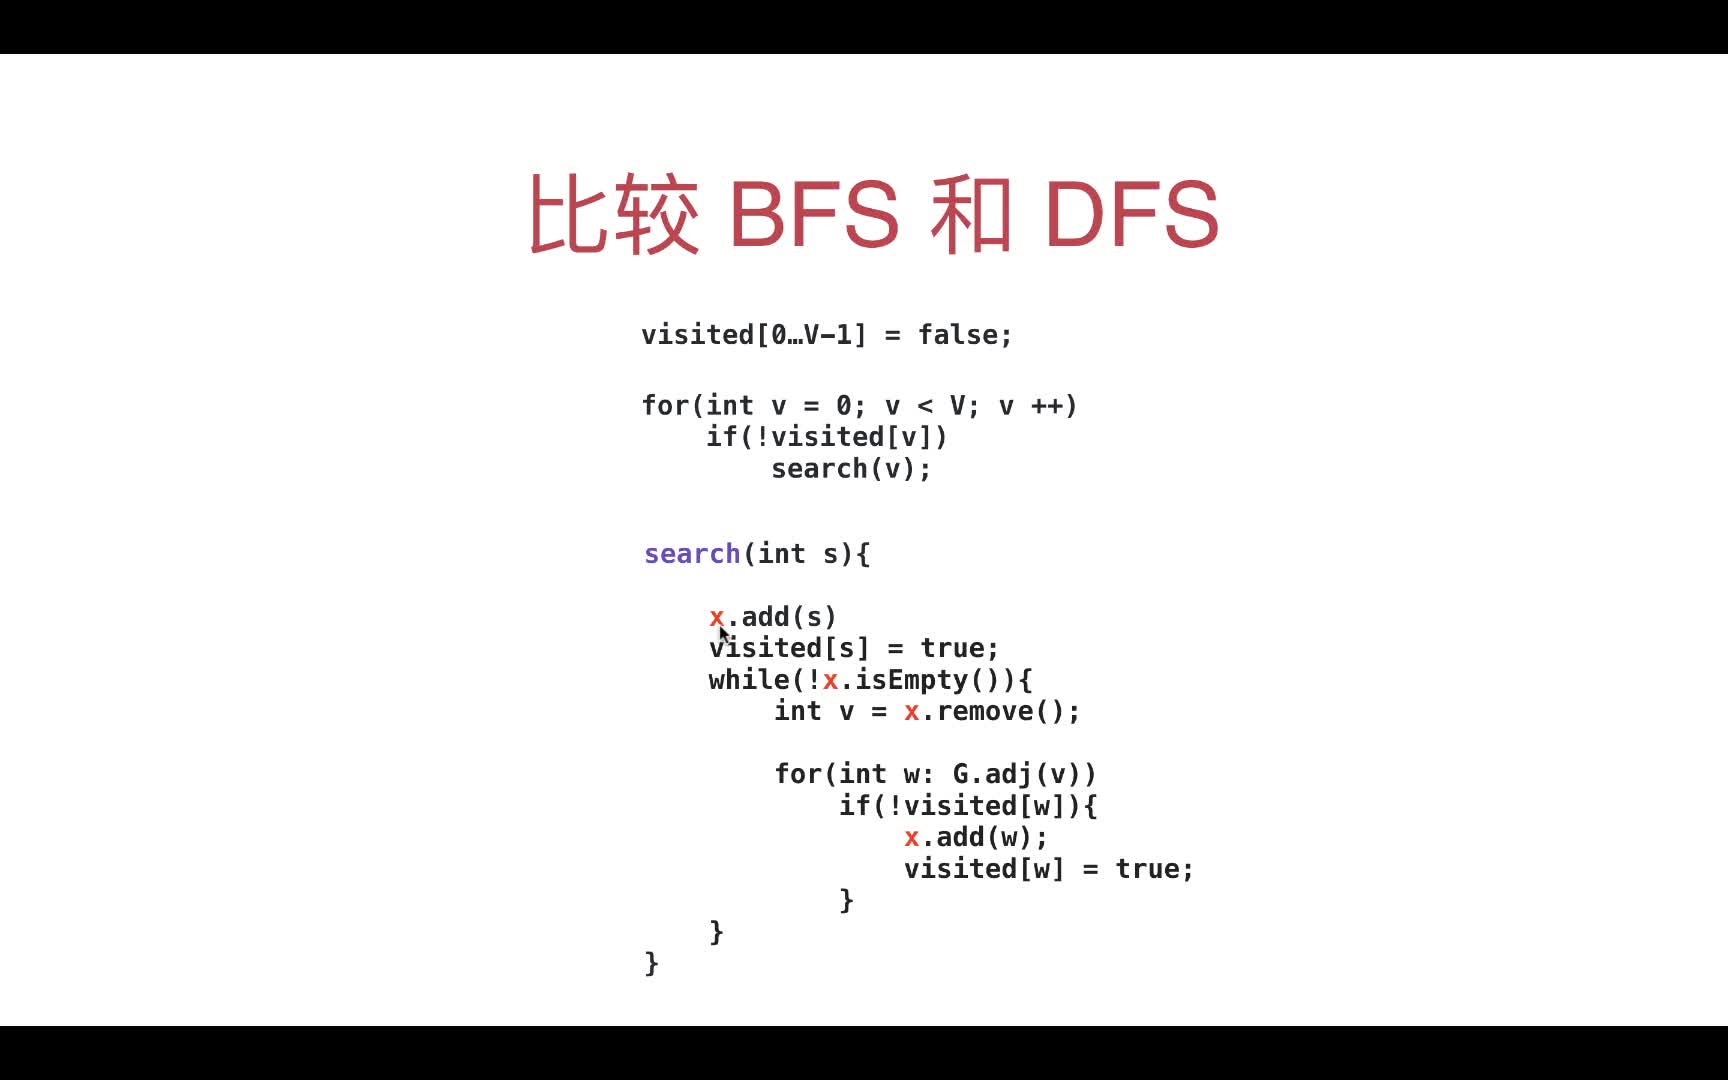 比较 BFS 和 DFS
visited[0…V-1] = false;
for(int v = 0; v < V; v ++)
if(!visited[v])
search(v);
search(int s){
x.add(s)
visited[s] = true;
while(!x.isEmpty()){
int v = x.remove();
for(int w: G.adj(v))
if(!visited[w]){
x.add(w);
visited[w] = true;
}
}
}